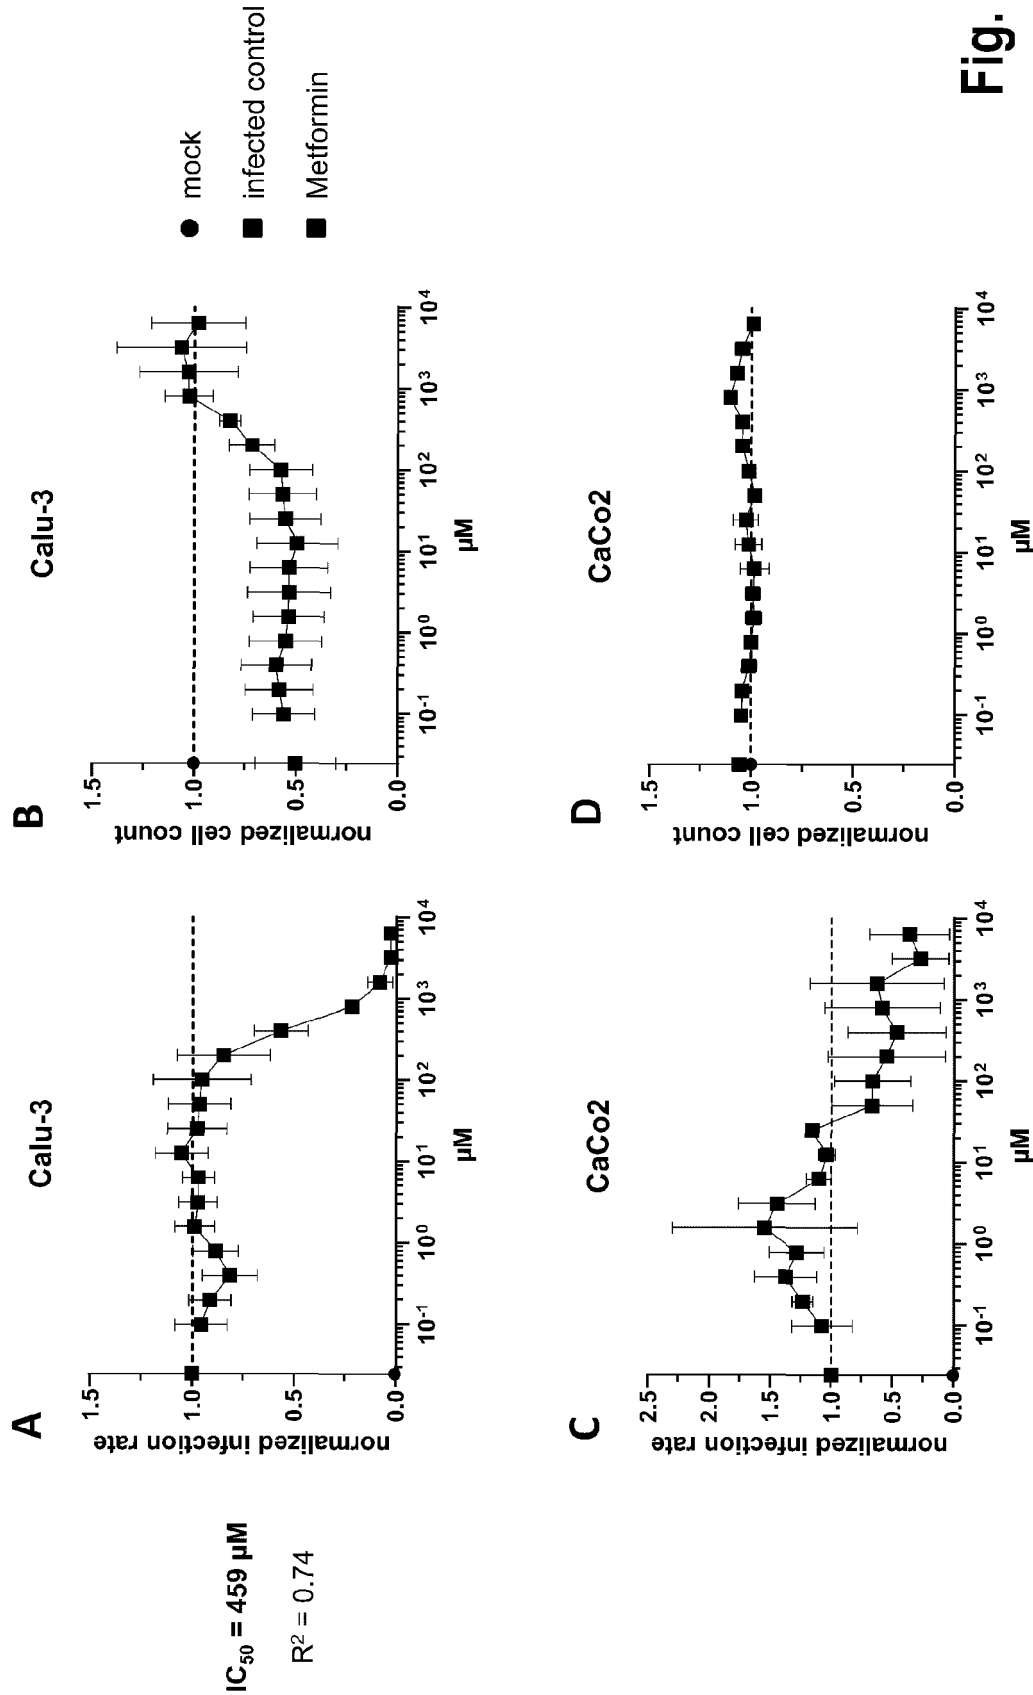 A
Calu-3
normalized infection rate
1.5
1.0
0.5
0.0
10-1
100
101
102
103
104
µM
IC50 = 459 µM
R2 = 0.74
B
Calu-3
normalized cell count
1.5
1.0
0.5
0.0
10-1
100
101
102
103
104
µM
mock
infected control
Metformin
C
CaCo2
normalized infection rate
2.5
2.0
1.5
1.0
0.5
0.0
10-1
100
101
102
103
104
µM
D
CaCo2
normalized cell count
1.5
1.0
0.5
0.0
10-1
100
101
102
103
104
µM
Fig.